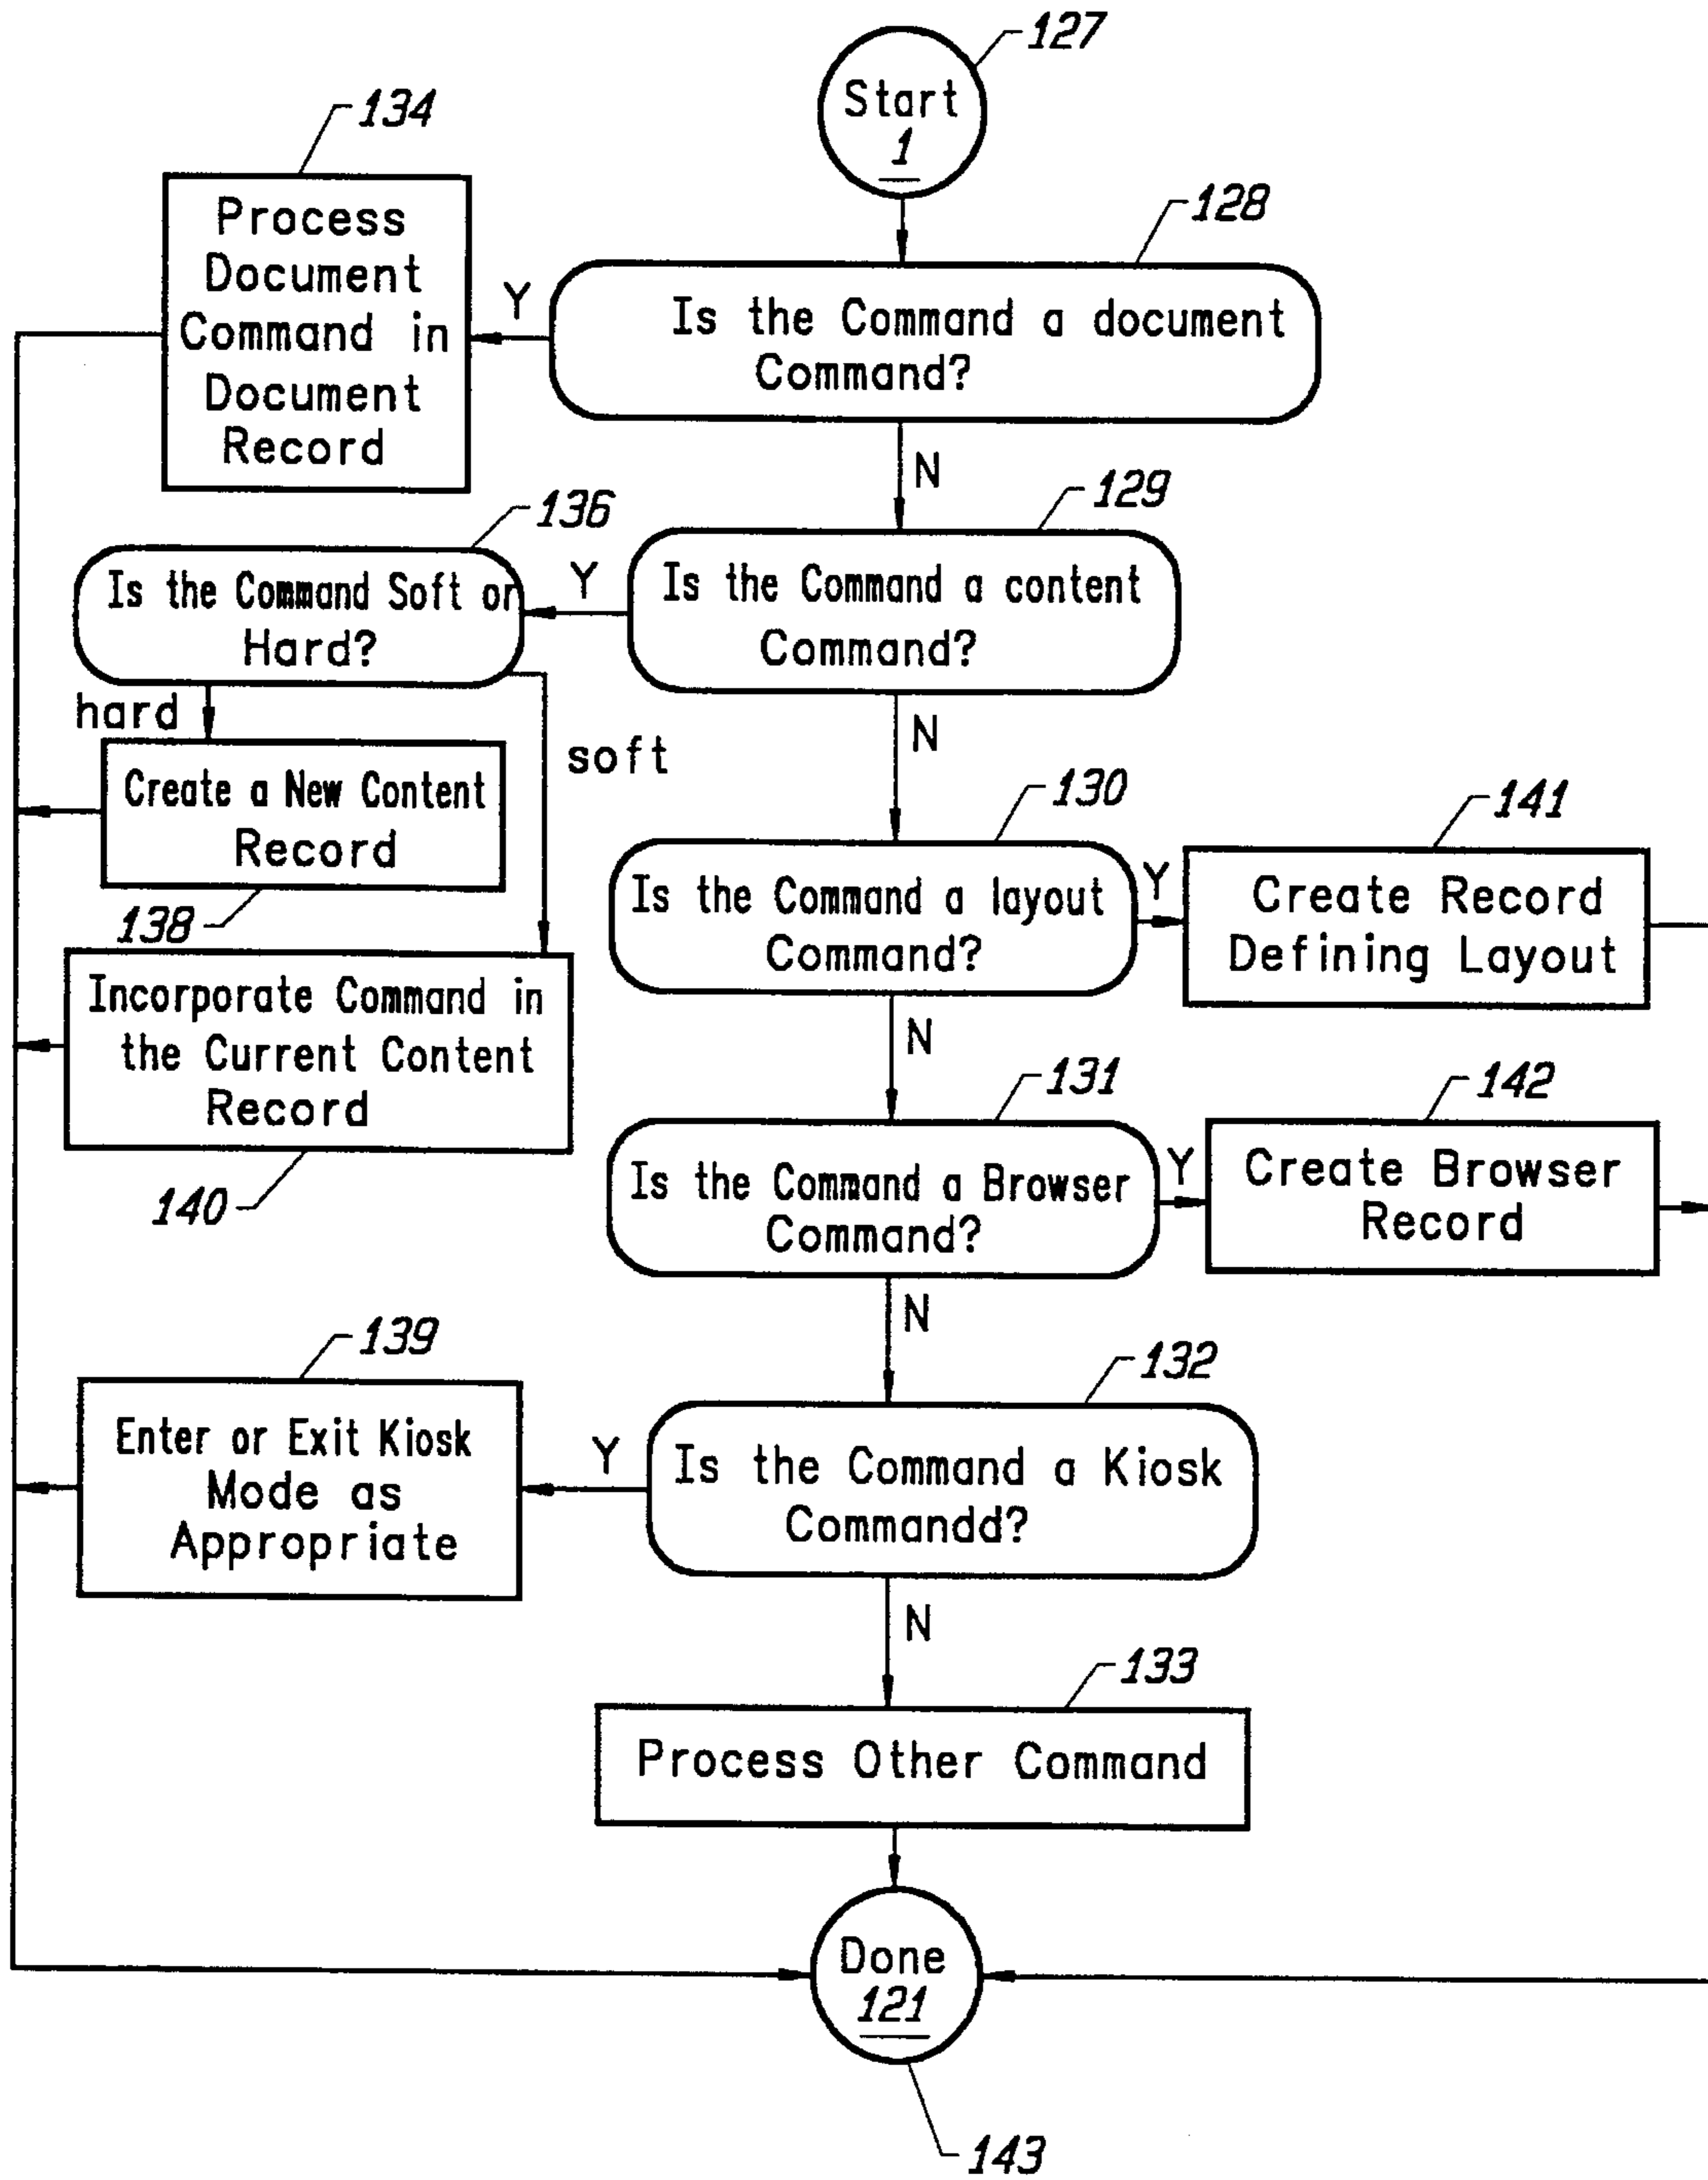 127
Start
1
134
Process
Document
Command in
Document
Record
128
Y
Is the Command a document
Command?
N
129
136
Is the Command Soft or
Hard?
Y
Is the Command a content
Command?
hard
soft
N
Create a New Content
Record
138
130
Is the Command a layout
Command?
Y
141
Create Record
Defining Layout
Incorporate Command in
the Current Content
Record
140
N
131
Is the Command a Browser
Command?
Y
142
Create Browser
Record
N
139
Enter or Exit Kiosk
Mode as
Appropriate
Y
132
Is the Command a Kiosk
Commandd?
N
133
Process Other Command
Done
121
143